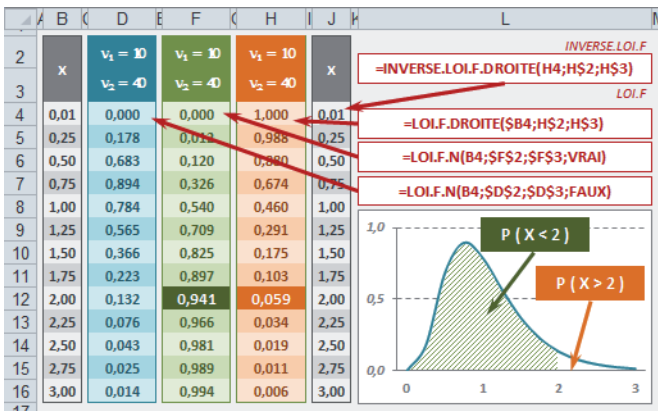 A B C D E F G H I J K L M
2 ν₁ = 10 ν₁ = 10 ν₁ = 10 INVERSE.LOI.F
x x =INVERSE.LOI.F.DROITE(H4;H$2;H$3)
3 ν₂ = 40 ν₂ = 40 ν₂ = 40 LOI.F
4 0,01 0,000 0,000 1,000 0,01
=LOI.F.DROITE($B4;H$2;H$3)
5 0,25 0,178 0,012 0,988 0,25
6 0,50 0,683 0,120 0,880 0,50 =LOI.F.N(B4;$F$2;$F$3;VRAI)
7 0,75 0,894 0,326 0,674 0,75 =LOI.F.N(B4;$D$2;$D$3;FAUX)
8 1,00 0,784 0,540 0,460 1,00
9 1,25 0,565 0,709 0,291 1,25 1,0 P ( X < 2 )
10 1,50 0,366 0,825 0,175 1,50
11 1,75 0,223 0,897 0,103 1,75 P ( X > 2 )
12 2,00 0,132 0,941 0,059 2,00 0,5
13 2,25 0,076 0,966 0,034 2,25
14 2,50 0,043 0,981 0,019 2,50
15 2,75 0,025 0,989 0,011 2,75 0,0
16 3,00 0,014 0,994 0,006 3,00 0 1 2 3
17